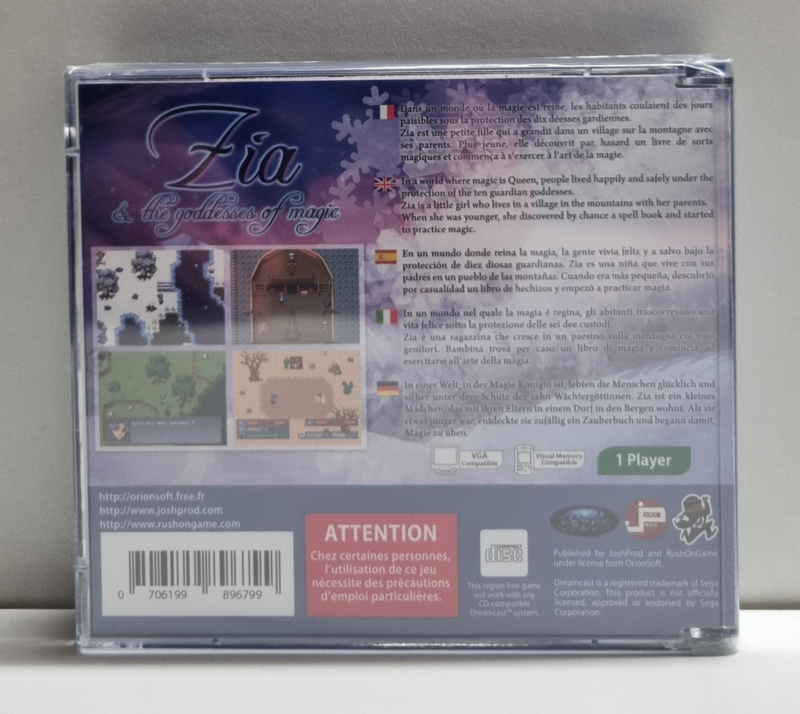 Zia
& the goddesses of magic
Dans un monde où la magie est reine, les habitants coulaient des jours
paisibles sous la protection des dix déesses gardiennes.
Zia est une petite fille qui a grandit dans un village sur la montagne avec
ses parents. Plus jeune, elle découvrit par hasard un livre de sorts
magiques et commença à s'exercer à l'art de la magie.
In a world where magic is Queen, people lived happily and safely under the
protection of the ten guardian goddesses.
Zia is a little girl who lives in a village in the mountains with her parents.
When she was younger, she discovered by chance a spell book and started
to practice magic.
En un mundo donde reina la magia, la gente vivía feliz y a salvo bajo la
protección de diez diosas guardianas. Zia es una niña que vive con sus
padres en un pueblo de las montañas. Cuando era más pequeña, descubrió
por casualidad un libro de hechizos y empezó a practicar magia.
In un mondo nel quale la magia è regina, gli abitanti trascorrevano una
vita felice sotto la protezione delle sei dee custodi.
Zia è una ragazzina che cresce in un paesino sulla montagna coi suoi
genitori. Bambina trova per caso un libro di magia e comincia ad
esercitarsi all'arte della magia.
In einer Welt, in der Magie Königin ist, lebten die Menschen glücklich und
sicher unter dem Schutz der zehn Wächtergöttinnen. Zia ist ein kleines
Mädchen, das mit ihren Eltern in einem Dorf in den Bergen wohnt. Als sie
etwas jünger war, entdeckte sie zufällig ein Zauberbuch und begann damit,
Magie zu üben.
VGA
Compatible
Visual Memory
Compatible
1 Player
http://orionsoft.free.fr
http://www.joshprod.com
http://www.rushongame.com
0 706199 896799
ATTENTION
Chez certaines personnes,
l'utilisation de ce jeu
nécessite des précautions
d'emploi particulières.
COMPACT
disc
This region free game
will work with any
CD-compatible
Dreamcast™ system.
Published by JoshProd and RushOnGame
under license from OrionSoft.
Dreamcast is a registered trademark of Sega
Corporation. This product is not officially
licensed, approved or endorsed by Sega
Corporation.